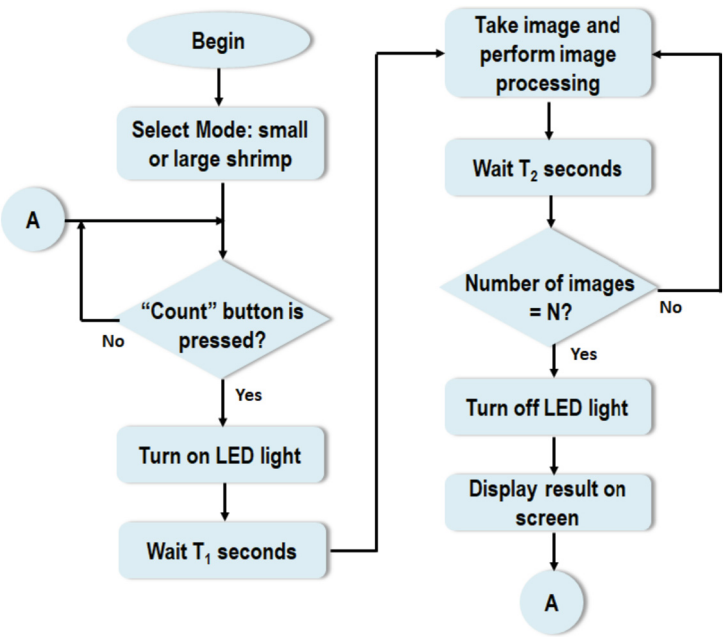 Begin
Select Mode: small
or large shrimp
A
“Count” button is
pressed?
No
Yes
Turn on LED light
Wait T₁ seconds
Take image and
perform image
processing
Wait T₂ seconds
Number of images
= N?
No
Yes
Turn off LED light
Display result on
screen
A